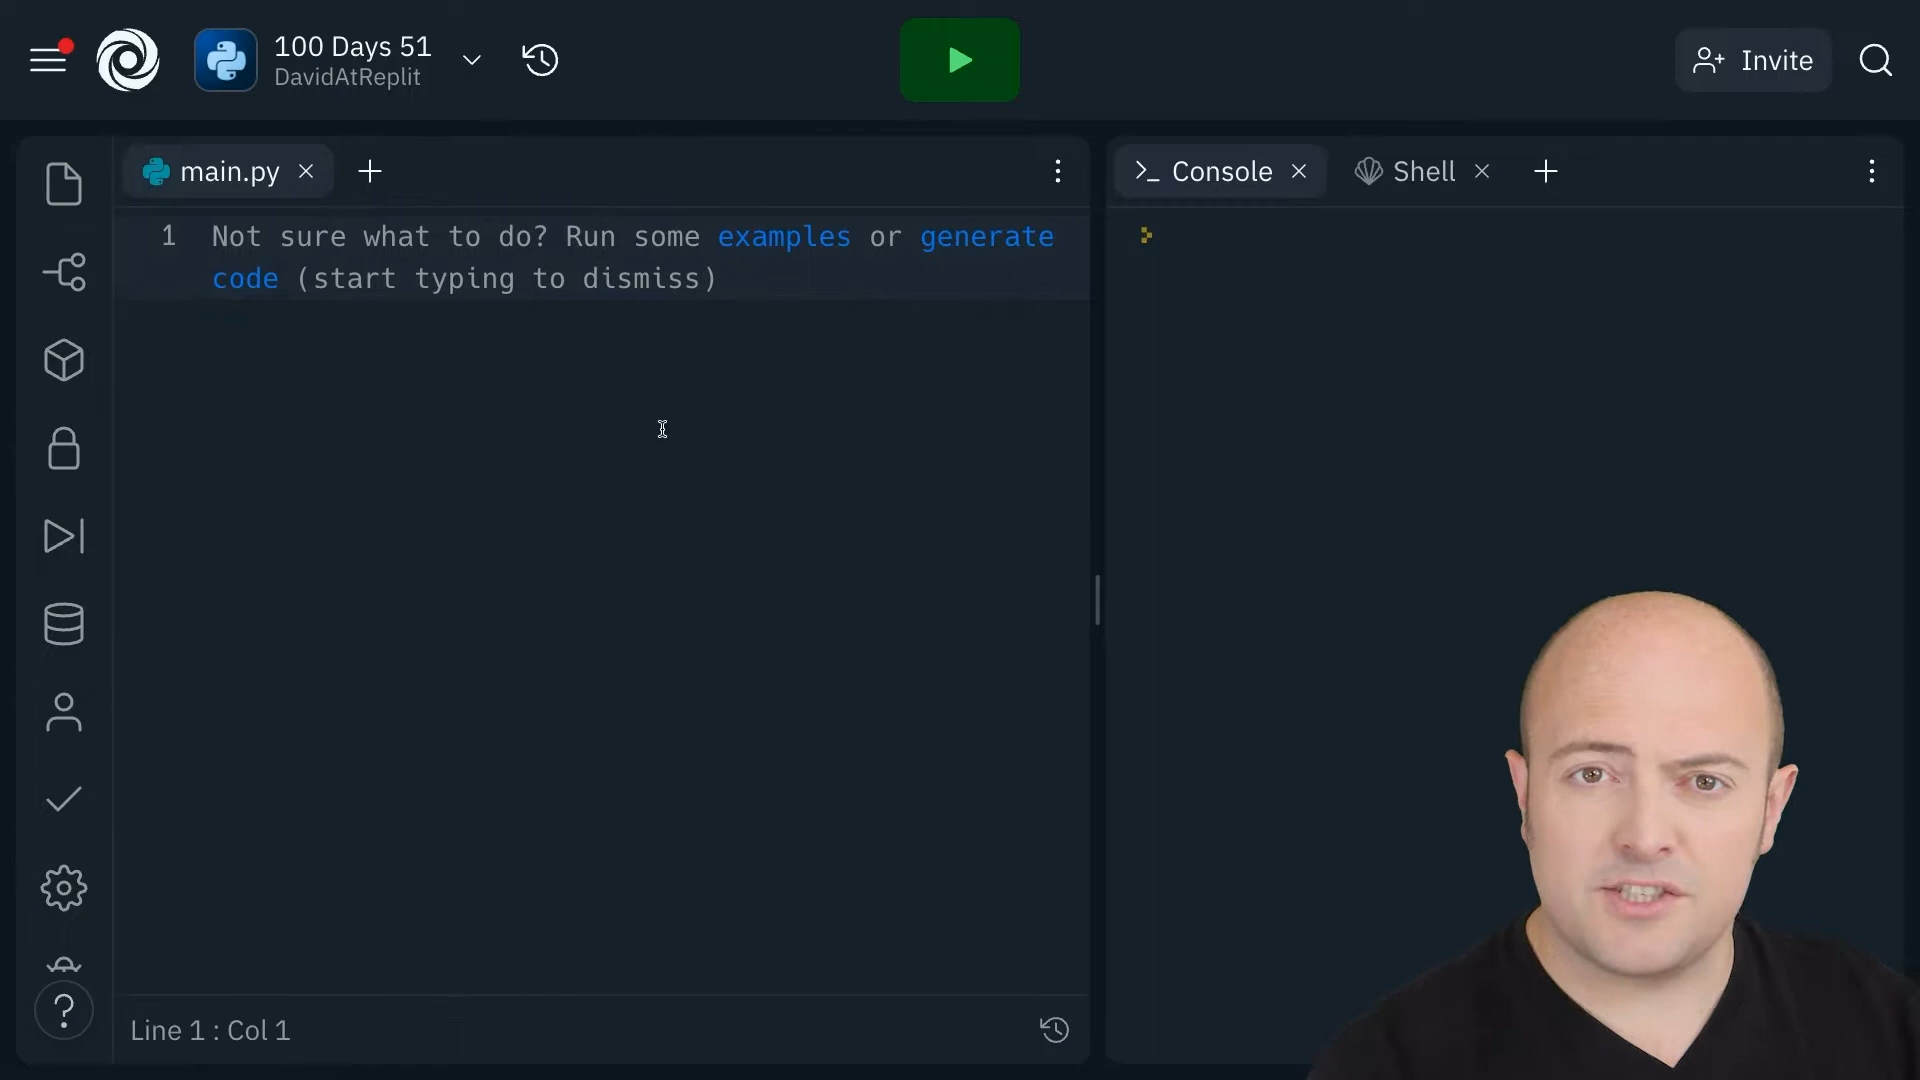 100 Days 51
DavidAtReplit
Invite
main.py
Console
Shell
1
Not sure what to do? Run some examples or generate
code (start typing to dismiss)
Line 1 : Col 1